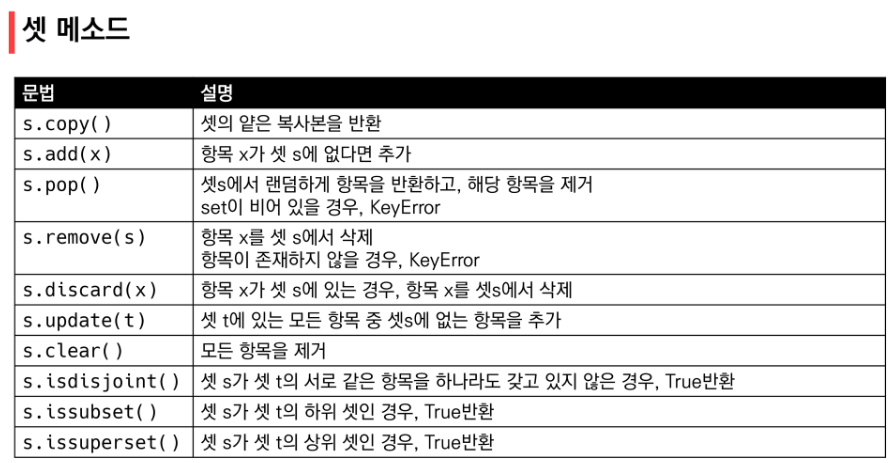 셋 메소드
문법 설명
s.copy() 셋의 얕은 복사본을 반환
s.add(x) 항목 x가 셋 s에 없다면 추가
s.pop() 셋s에서 랜덤하게 항목을 반환하고, 해당 항목을 제거
set이 비어 있을 경우, KeyError
s.remove(s) 항목 x를 셋 s에서 삭제
항목이 존재하지 않을 경우, KeyError
s.discard(x) 항목 x가 셋 s에 있는 경우, 항목 x를 셋s에서 삭제
s.update(t) 셋 t에 있는 모든 항목 중 셋s에 없는 항목을 추가
s.clear() 모든 항목을 제거
s.isdisjoint() 셋 s가 셋 t의 서로 같은 항목을 하나라도 갖고 있지 않은 경우, True반환
s.issubset() 셋 s가 셋 t의 하위 셋인 경우, True반환
s.issuperset() 셋 s가 셋 t의 상위 셋인 경우, True반환